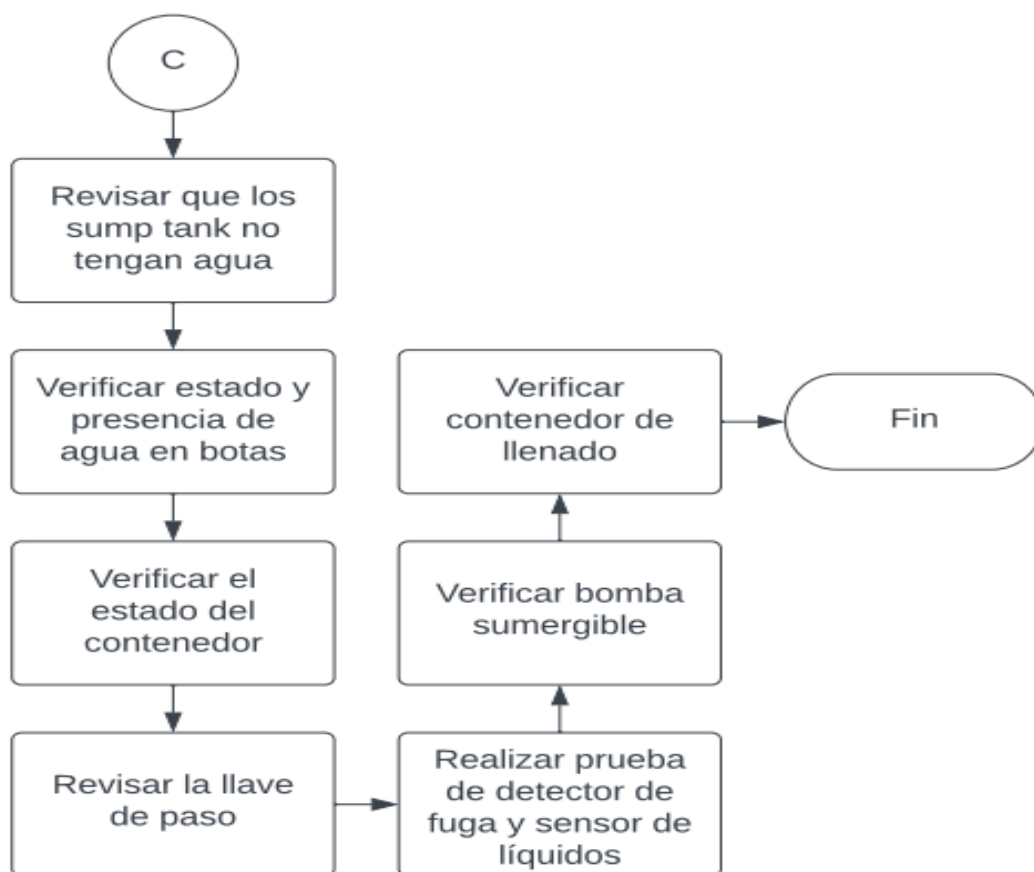 C
Revisar que los
sump tank no
tengan agua
Verificar estado y
presencia de
agua en botas
Verificar el
estado del
contenedor
Revisar la llave
de paso
Realizar prueba
de detector de
fuga y sensor de
líquidos
Verificar bomba
sumergible
Verificar
contenedor de
llenado
Fin